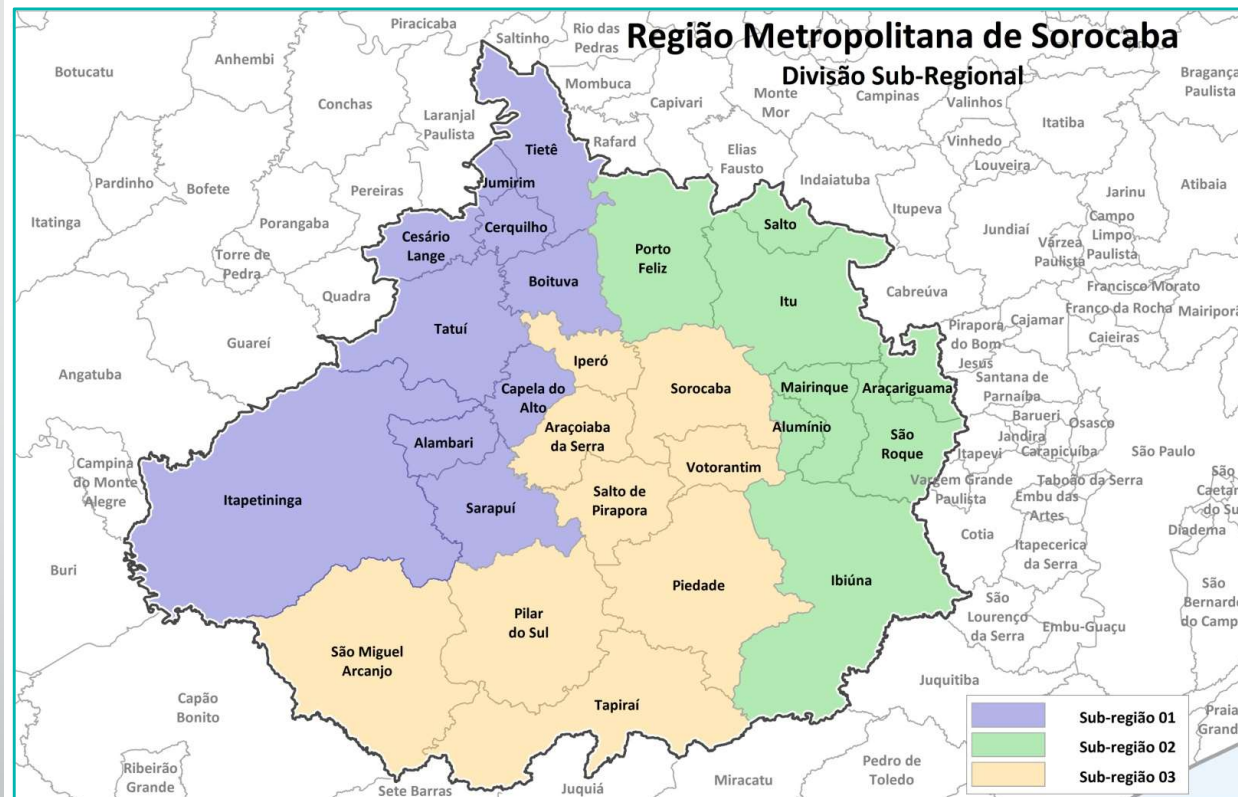 Região Metropolitana de Sorocaba
Divisão Sub-Regional
Piracicaba
Saltinho
Rio das
Pedras
Botucatu
Anhembi
Conchas
Laranjal
Paulista
Mombuca
Capivari
Rafard
Monte
Mor
Campinas
Valinhos
Bragança
Paulista
Itatiba
Vinhedo
Louveira
Elias
Fausto
Indaiatuba
Itupeva
Jarinu
Atibaia
Campo
Limpo
Paulista
Jundiaí
Várzea
Paulista
Pardinho
Bofete
Pereiras
Porangaba
Itatinga
Torre de
Pedra
Quadra
Guareí
Angatuba
Tietê
Jumirim
Cerquilho
Cesário
Lange
Boituva
Tatuí
Porto
Feliz
Salto
Itu
Cabreúva
Francisco Morato
Franco da Rocha
Mairiporã
Caieiras
Cajamar
Pirapora
do Bom
Jesus
Santana de
Parnaíba
Barueri
Osasco
Jandira
Itapevi
Carapicuíba
São Paulo
Vargem Grande
Paulista
Taboão da Serra
Embu das
Artes
Cotia
Itapecerica
da Serra
São
Caetan
do Su
Diadema
São
Bernardo
do Camp
Iperó
Capela do
Alto
Sorocaba
Mairinque
Araçariguama
Araçoiaba
da Serra
Alumínio
São
Roque
Alambari
Votorantim
Campina
do Monte
Alegre
Itapetininga
Sarapuí
Salto de
Pirapora
Buri
Piedade
Ibiúna
Pilar
do Sul
São Miguel
Arcanjo
São
Lourenço
da Serra
Embu-Guaçu
Juquitiba
Capão
Bonito
Tapiraí
Ribeirão
Grande
Sete Barras
Juquiá
Miracatu
Pedro de
Toledo
Praia
Grand
Sub-região 01
Sub-região 02
Sub-região 03